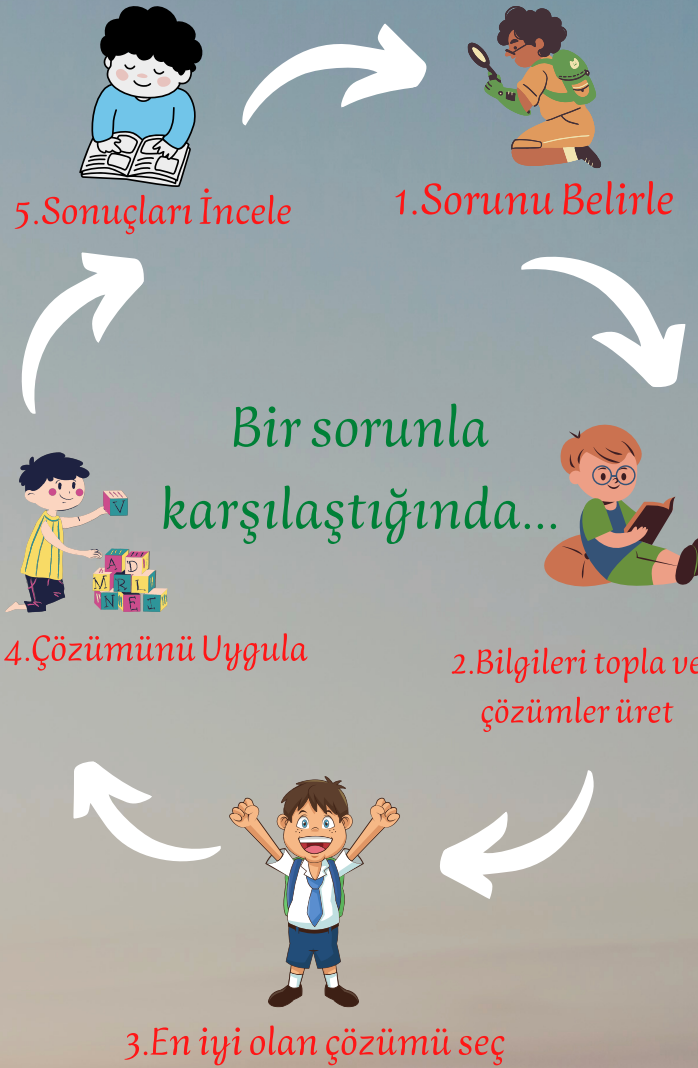 5.Sonuçları İncele
1.Sorunu Belirle
Bir sorunla
karşılaştığında...
V
A D
M R L
N E I
4.Çözümünü Uygula
2.Bilgileri topla ve
çözümler üret
3.En iyi olan çözümü seç